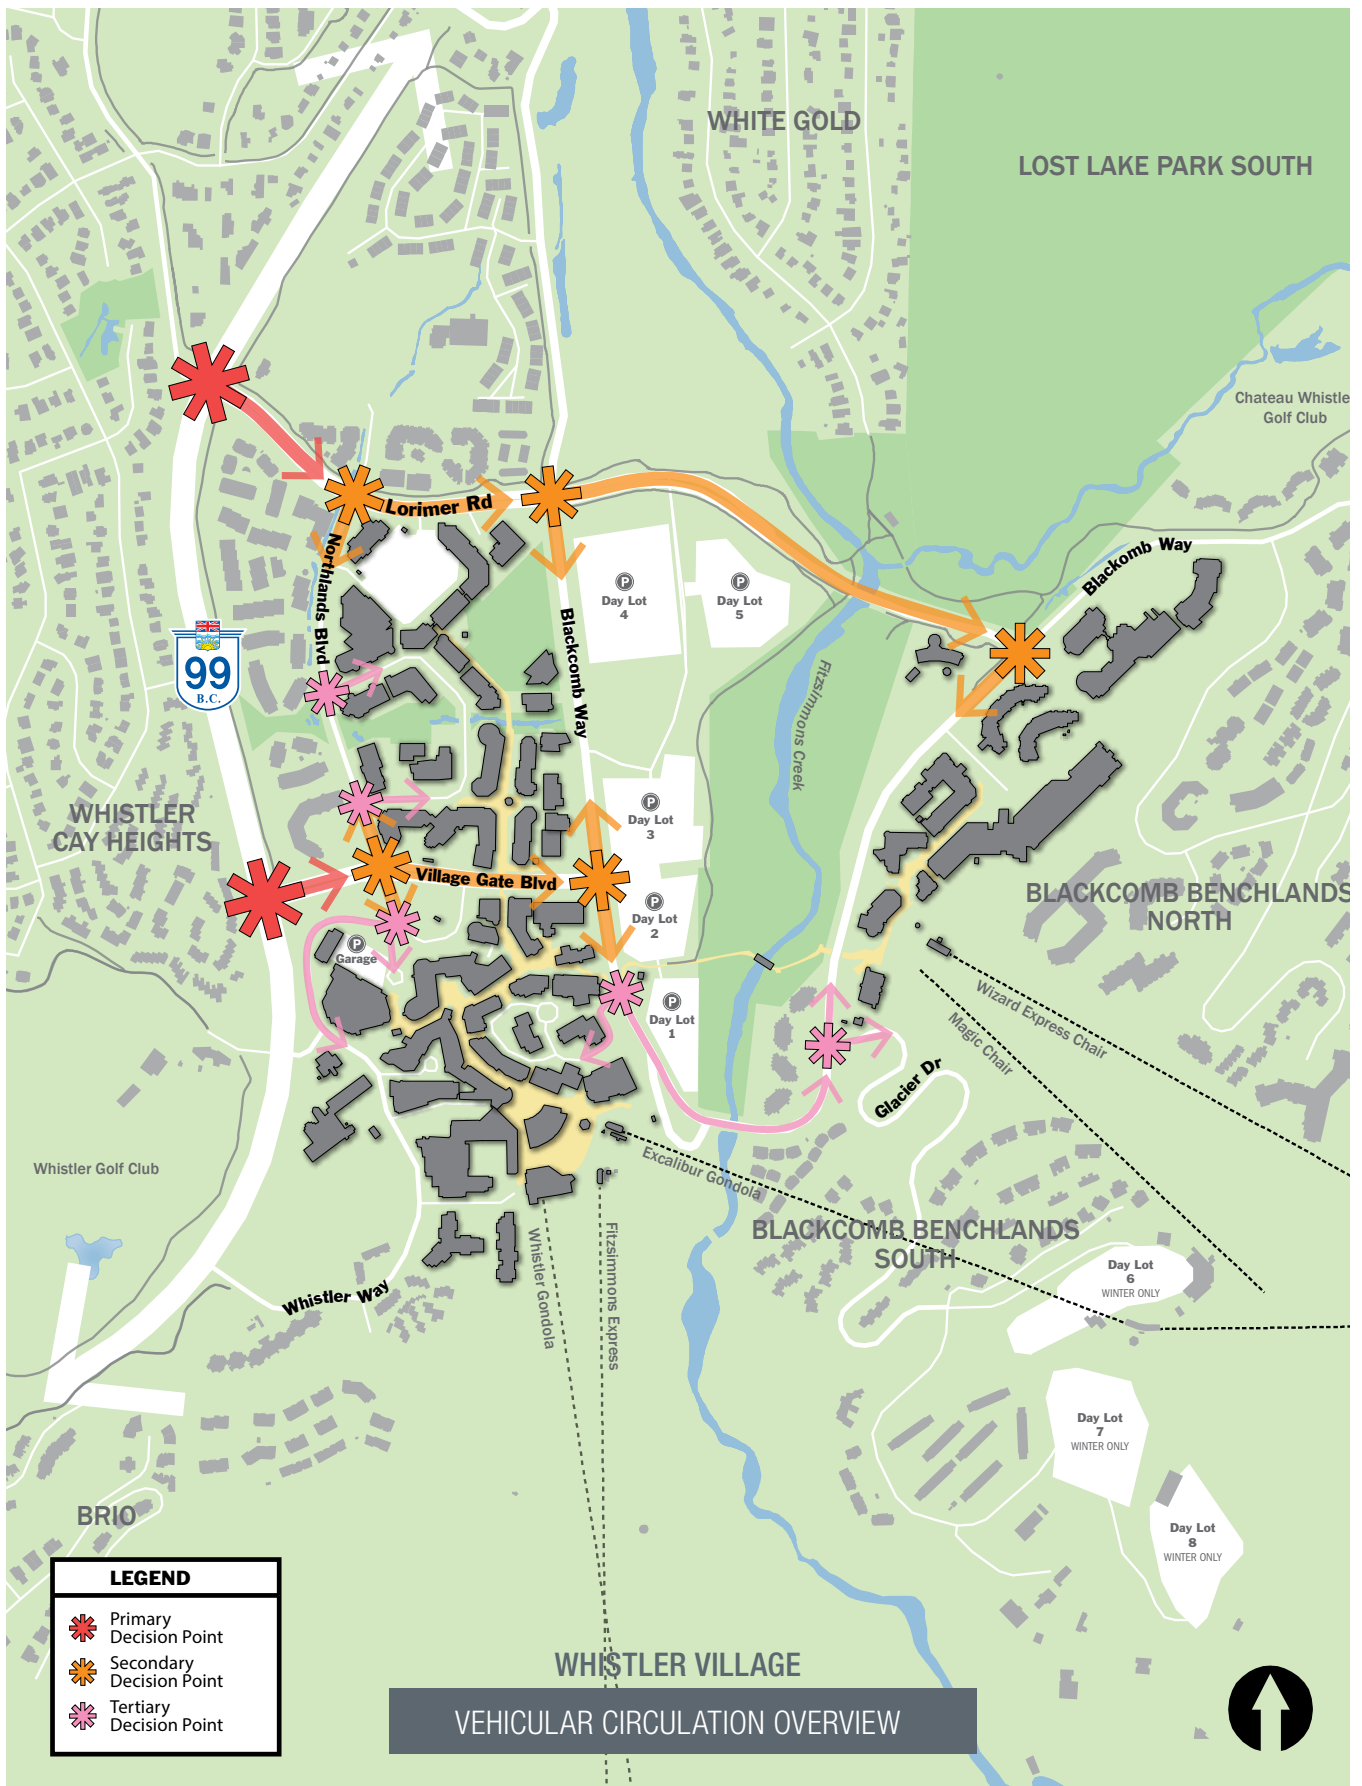 WHITE GOLD
LOST LAKE PARK SOUTH
Chateau Whistle
Golf Club
Lorimer Rd
Northlands Blvd
Blackcomb Way
P
Day Lot
4
P
Day Lot
5
Blackcomb Way
99
B.C.
Fitzsimmons Creek
WHISTLER
CAY HEIGHTS
P
Day Lot
3
Village Gate Blvd
P
Day Lot
2
BLACKCOMB BENCHLANDS
NORTH
P
Garage
P
Day Lot
1
Wizard Express Chair
Magic Chair
Glacier Dr
Whistler Golf Club
Excalibur Gondola
BLACKCOMB BENCHLANDS
SOUTH
Whistler Gondola
Fitzsimmons Express
Whistler Way
Day Lot
6
WINTER ONLY
Day Lot
7
WINTER ONLY
Day Lot
8
WINTER ONLY
BRIO
LEGEND
Primary
Decision Point
Secondary
Decision Point
Tertiary
Decision Point
WHISTLER VILLAGE
VEHICULAR CIRCULATION OVERVIEW